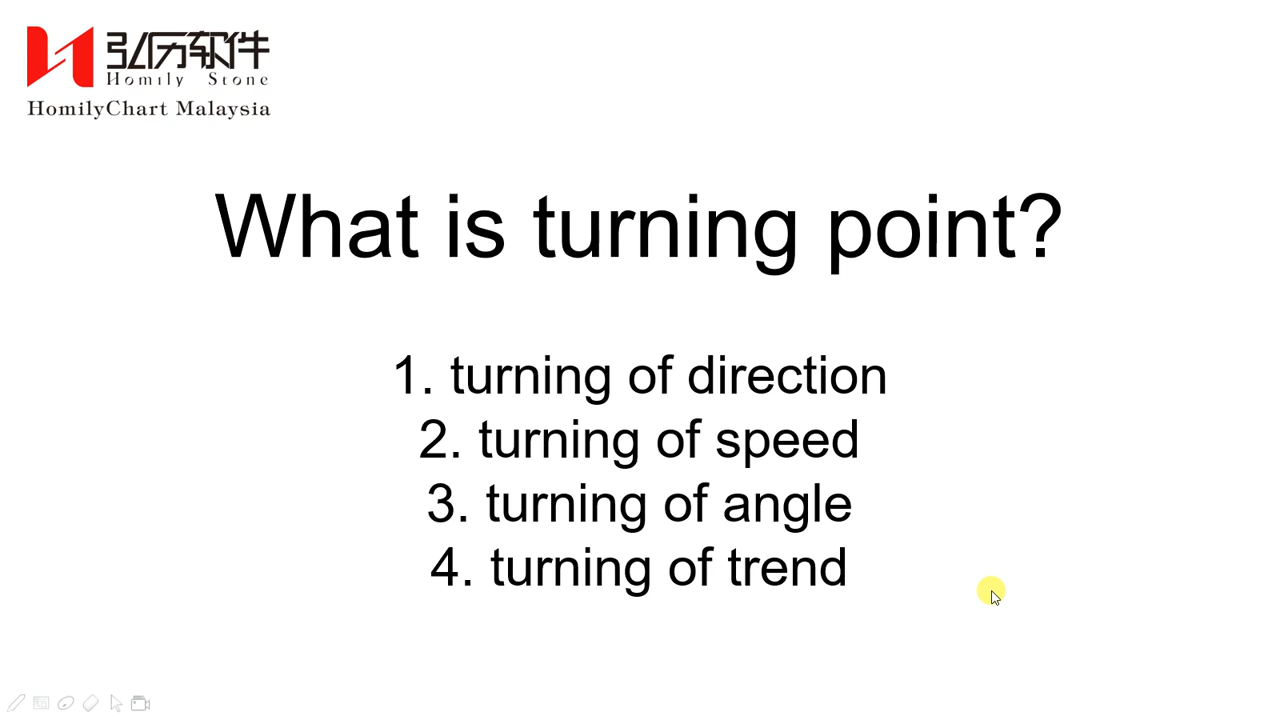 弘历软件
Homily Stone
HomilyChart Malaysia
What is turning point?
1. turning of direction
2. turning of speed
3. turning of angle
4. turning of trend